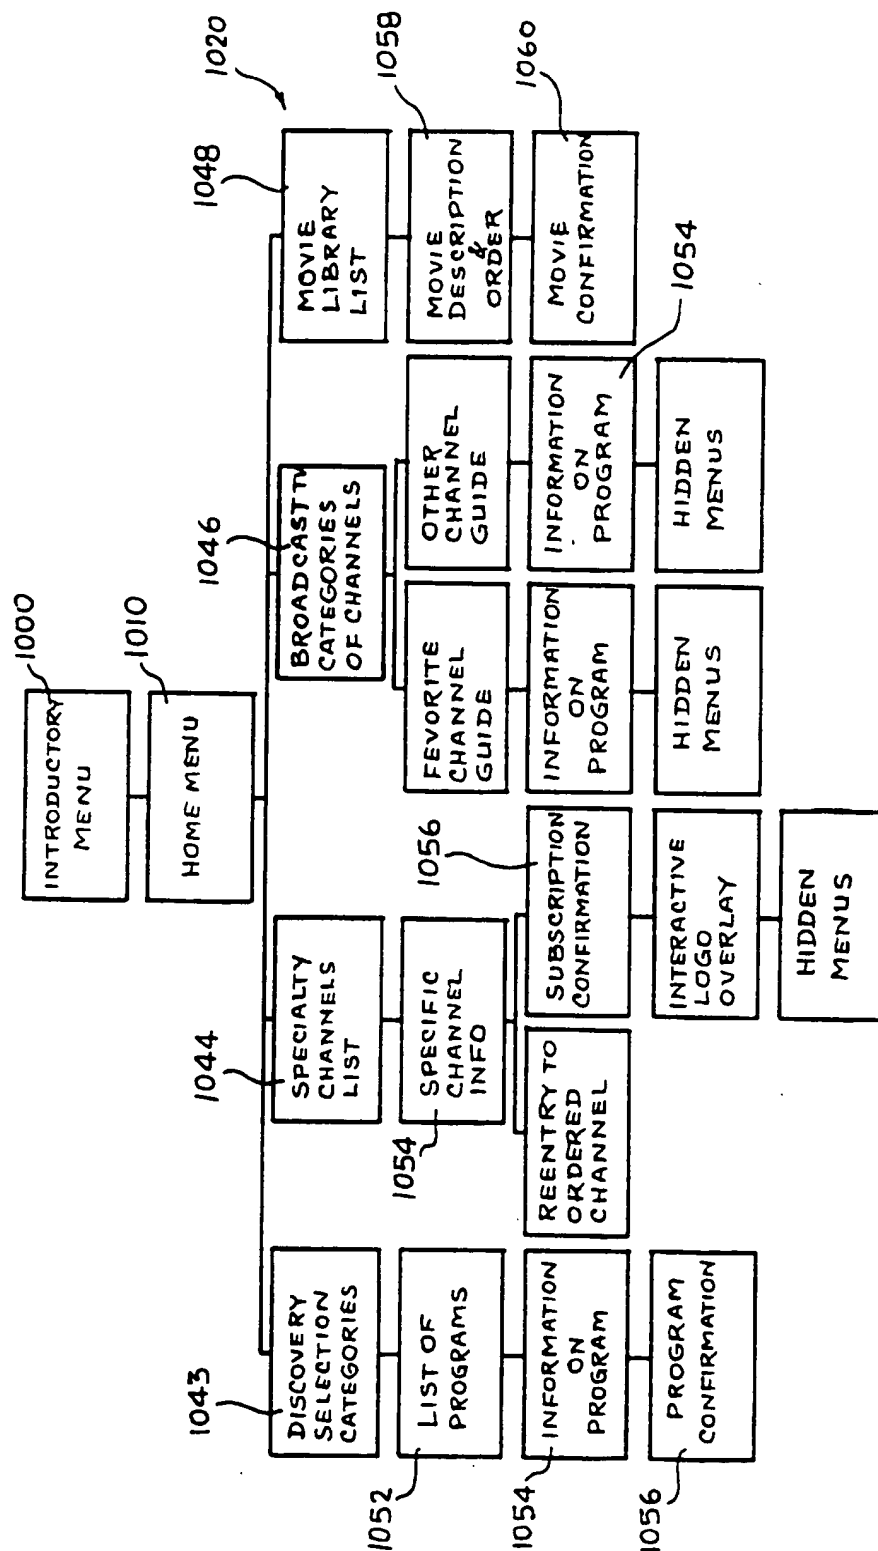 1000
INTRODUCTORY
MENU
1010
HOME MENU
1020
1043
DISCOVERY
SELECTION
CATEGORIES
1044
SPECIALTY
CHANNELS
LIST
1046
BROADCAST TV
CATEGORIES
OF CHANNELS
1048
MOVIE
LIBRARY
LIST
1052
LIST OF
PROGRAMS
1054
SPECIFIC
CHANNEL
INFO
FEVORITE
CHANNEL
GUIDE
OTHER
CHANNEL
GUIDE
1058
MOVIE
DESCRIPTION
&
ORDER
1054
INFORMATION
ON
PROGRAM
REENTRY TO
ORDERED
CHANNEL
1056
SUBSCRIPTION
CONFIRMATION
INFORMATION
ON
PROGRAM
INFORMATION
ON
PROGRAM
1054
1060
MOVIE
CONFIRMATION
1056
PROGRAM
CONFIRMATION
INTERACTIVE
LOGO
OVERLAY
HIDDEN
MENUS
HIDDEN
MENUS
HIDDEN
MENUS